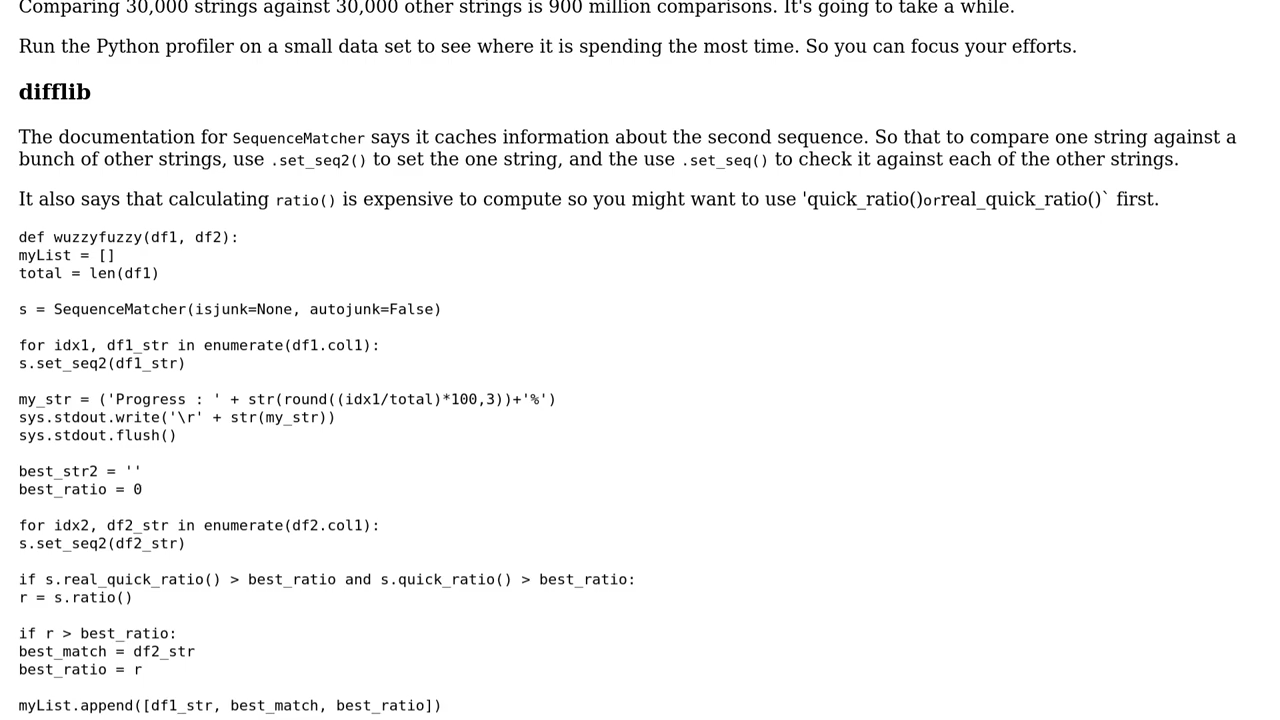 Comparing 30,000 strings against 30,000 other strings is 900 million comparisons. It's going to take a while.
Run the Python profiler on a small data set to see where it is spending the most time. So you can focus your efforts.
difflib
The documentation for SequenceMatcher says it caches information about the second sequence. So that to compare one string against a
bunch of other strings, use .set_seq2() to set the one string, and the use .set_seq() to check it against each of the other strings.
It also says that calculating ratio() is expensive to compute so you might want to use 'quick_ratio()orreal_quick_ratio()` first.
def wuzzyfuzzy(df1, df2):
myList = []
total = len(df1)
s = SequenceMatcher(isjunk=None, autojunk=False)
for idx1, df1_str in enumerate(df1.col1):
s.set_seq2(df1_str)
my_str = ('Progress : ' + str(round((idx1/total)*100,3))+'%')
sys.stdout.write('\r' + str(my_str))
sys.stdout.flush()
best_str2 = ''
best_ratio = 0
for idx2, df2_str in enumerate(df2.col1):
s.set_seq2(df2_str)
if s.real_quick_ratio() > best_ratio and s.quick_ratio() > best_ratio:
r = s.ratio()
if r > best_ratio:
best_match = df2_str
best_ratio = r
myList.append([df1_str, best_match, best_ratio])